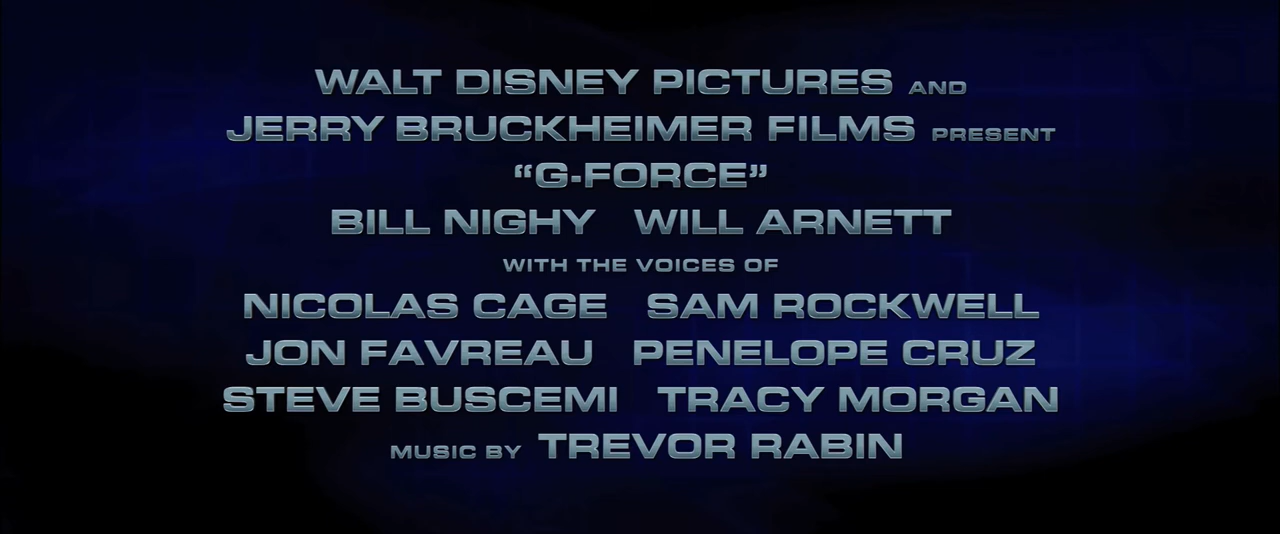 WALT DISNEY PICTURES AND
JERRY BRUCKHEIMER FILMS PRESENT
“G-FORCE”
BILL NIGHY WILL ARNETT
WITH THE VOICES OF
NICOLAS CAGE SAM ROCKWELL
JON FAVREAU PENELOPE CRUZ
STEVE BUSCEMI TRACY MORGAN
MUSIC BY TREVOR RABIN